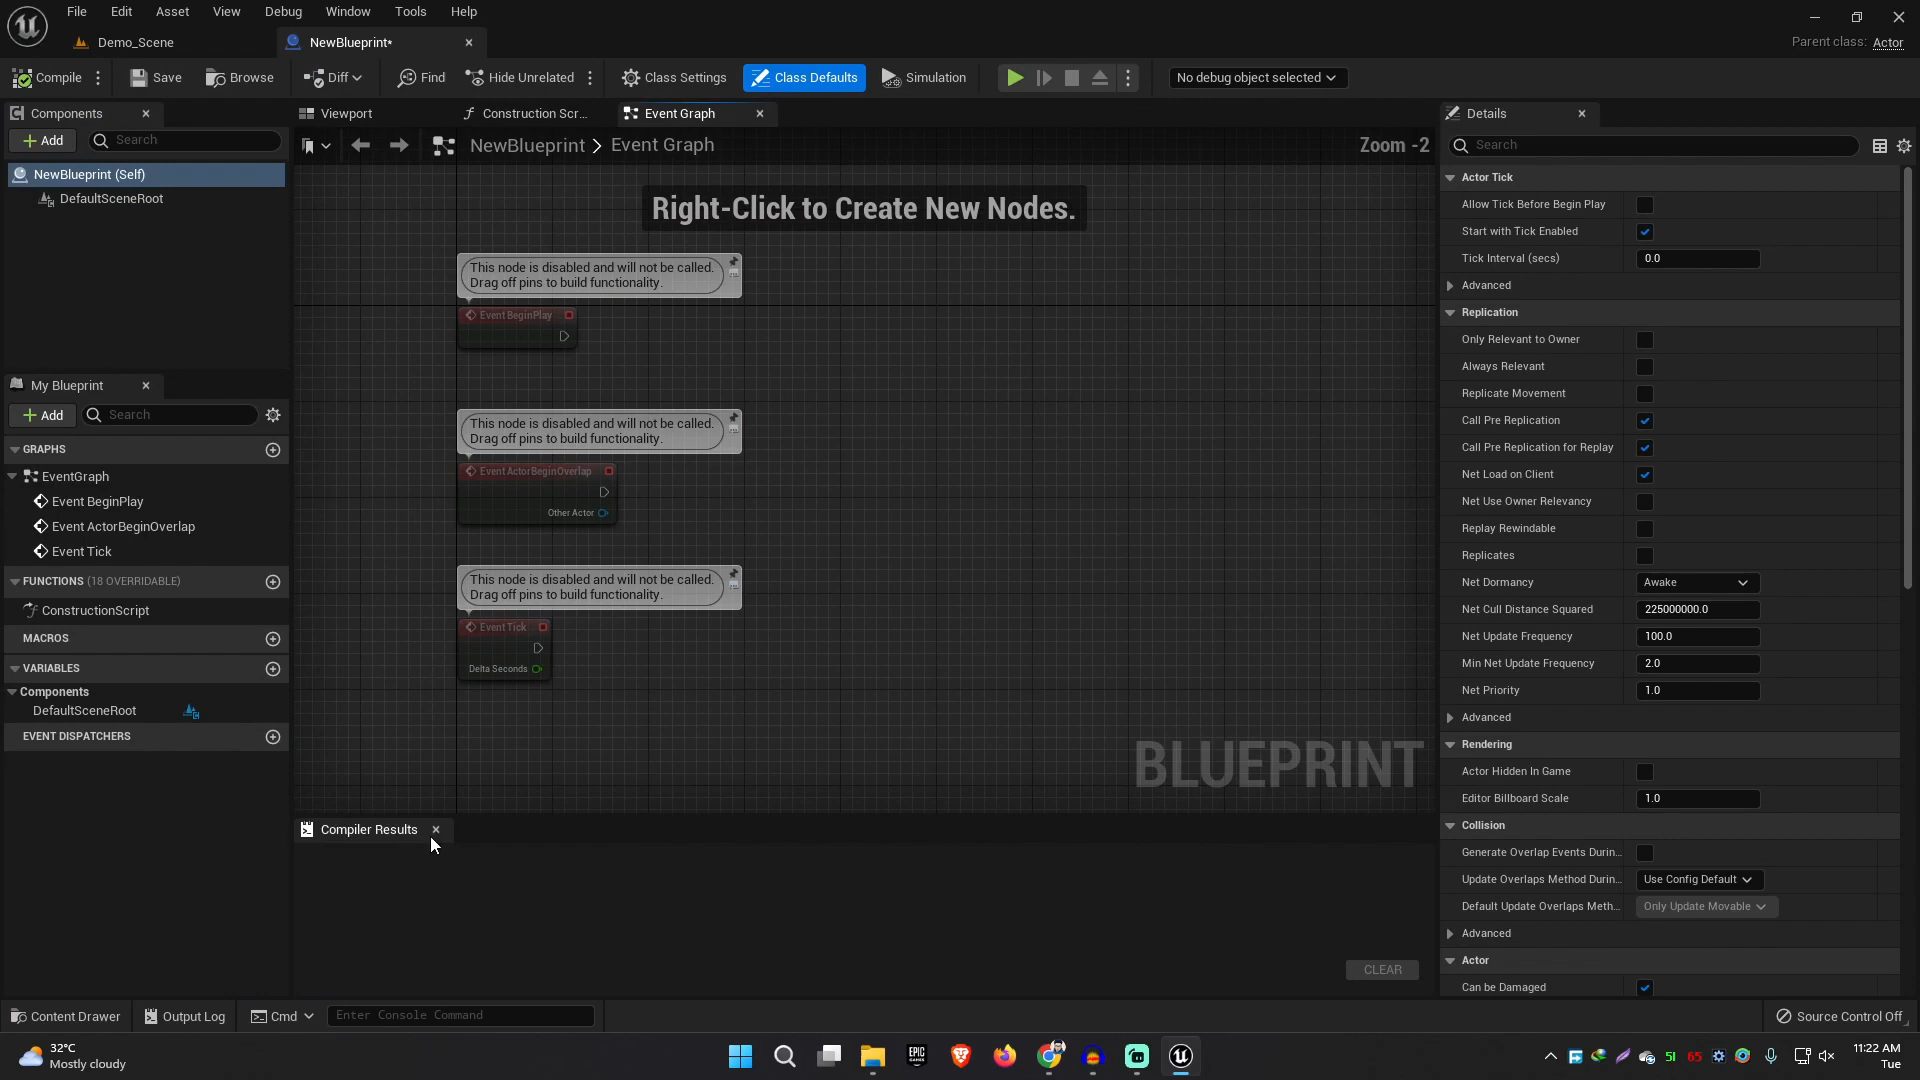 File Edit Asset View Debug Window Tools Help
Demo_Scene
NewBlueprint*
Parent class: Actor
Compile
Save
Browse
Diff
Find
Hide Unrelated
Class Settings
Class Defaults
Simulation
No debug object selected
Components
Add
Search
NewBlueprint (Self)
DefaultSceneRoot
My Blueprint
Add
Search
GRAPHS
EventGraph
Event BeginPlay
Event ActorBeginOverlap
Event Tick
FUNCTIONS (18 OVERRIDABLE)
ConstructionScript
MACROS
VARIABLES
Components
DefaultSceneRoot
EVENT DISPATCHERS
Viewport
Construction Scr...
Event Graph
NewBlueprint > Event Graph
Zoom -2
Right-Click to Create New Nodes.
This node is disabled and will not be called.
Drag off pins to build functionality.
Event BeginPlay
This node is disabled and will not be called.
Drag off pins to build functionality.
Event ActorBeginOverlap
Other Actor
This node is disabled and will not be called.
Drag off pins to build functionality.
Event Tick
Delta Seconds
BLUEPRINT
Compiler Results
CLEAR
Details
Search
Actor Tick
Allow Tick Before Begin Play
Start with Tick Enabled
Tick Interval (secs) 0.0
Advanced
Replication
Only Relevant to Owner
Always Relevant
Replicate Movement
Call Pre Replication
Call Pre Replication for Replay
Net Load on Client
Net Use Owner Relevancy
Replay Rewindable
Replicates
Net Dormancy Awake
Net Cull Distance Squared 225000000.0
Net Update Frequency 100.0
Min Net Update Frequency 2.0
Net Priority 1.0
Advanced
Rendering
Actor Hidden In Game
Editor Billboard Scale 1.0
Collision
Generate Overlap Events Durin...
Update Overlaps Method Durin... Use Config Default
Default Update Overlaps Meth... Only Update Movable
Advanced
Actor
Can be Damaged
Content Drawer
Output Log
Cmd
Enter Console Command
Source Control Off
32°C
Mostly cloudy
EPIC
GAMES
51
65
11:22 AM
Tue